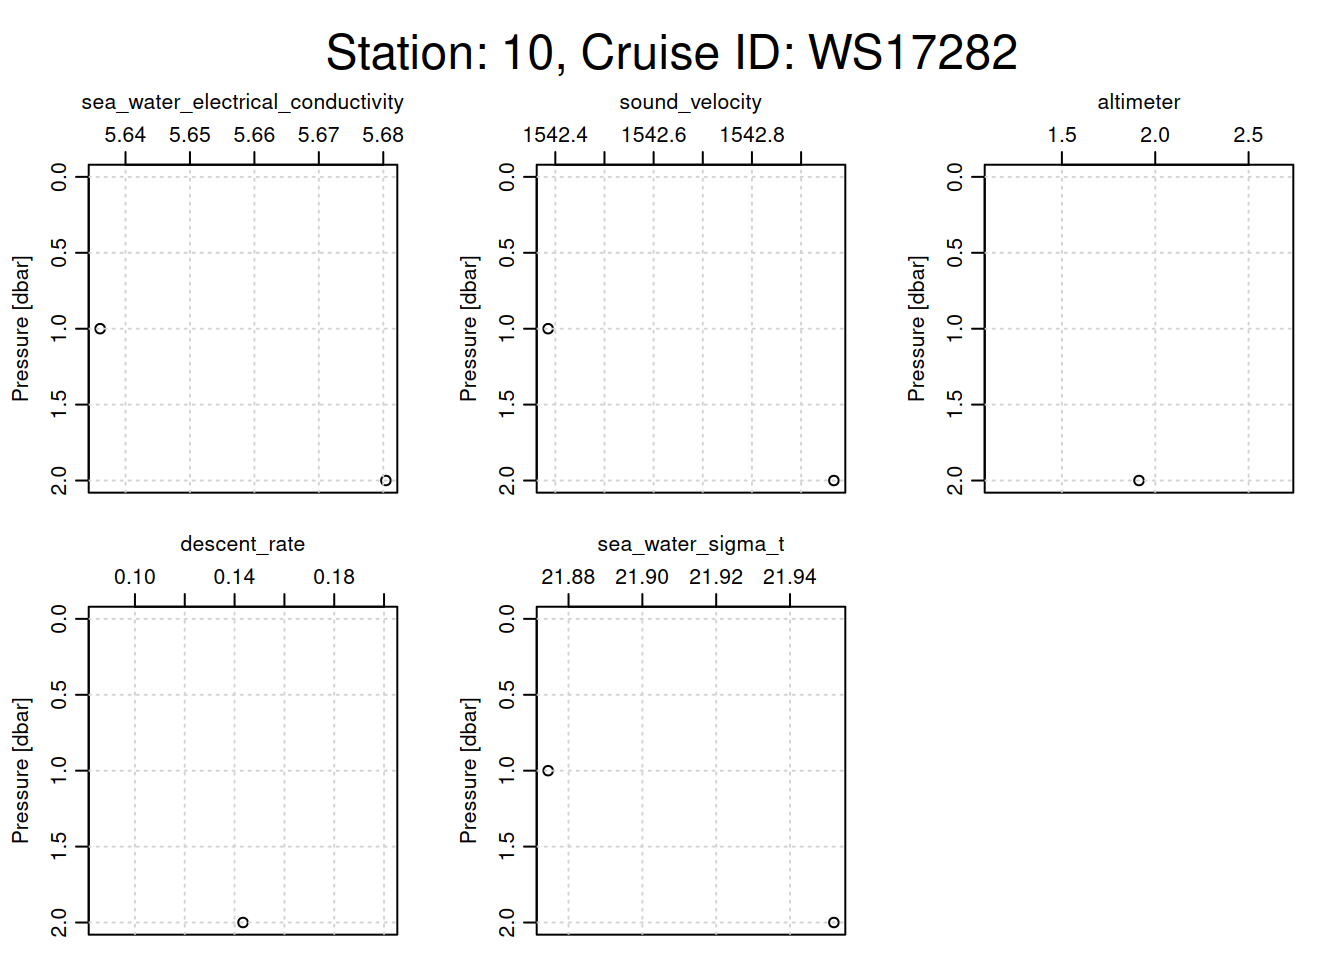 Station: 10, Cruise ID: WS17282
sea_water_electrical_conductivity
5.64 5.65 5.66 5.67 5.68
Pressure [dbar]
0.0
0.5
1.0
1.5
2.0
sound_velocity
1542.4 1542.6 1542.8
Pressure [dbar]
0.0
0.5
1.0
1.5
2.0
altimeter
1.5 2.0 2.5
Pressure [dbar]
0.0
0.5
1.0
1.5
2.0
descent_rate
0.10 0.14 0.18
Pressure [dbar]
0.0
0.5
1.0
1.5
2.0
sea_water_sigma_t
21.88 21.90 21.92 21.94
Pressure [dbar]
0.0
0.5
1.0
1.5
2.0